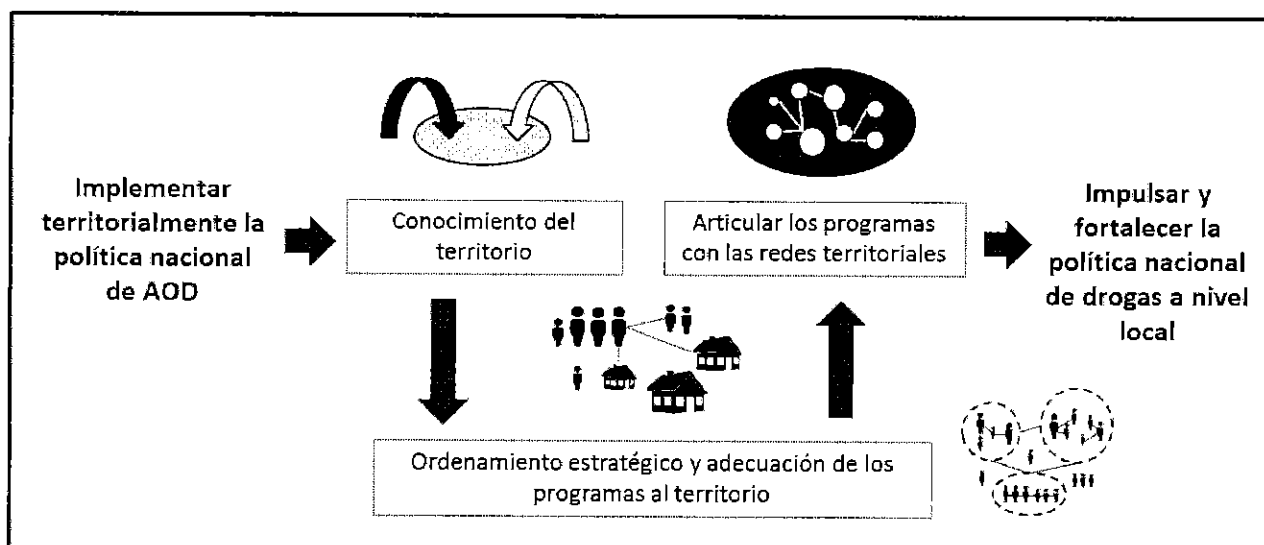 Implementar
territorialmente la
política nacional
de AOD
Conocimiento del
territorio
Ordenamiento estratégico y adecuación de los
programas al territorio
Articular los programas
con las redes territoriales
Impulsar y
fortalecer la
política nacional
de drogas a nivel
local